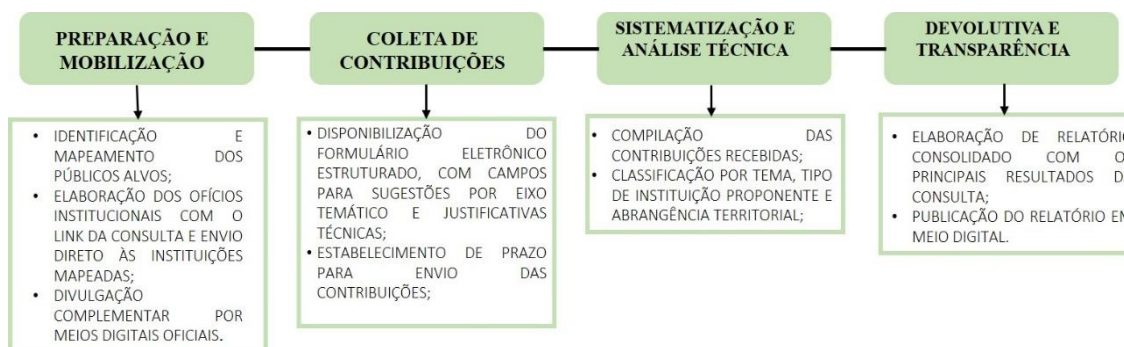 PREPARAÇÃO E
MOBILIZAÇÃO
• IDENTIFICAÇÃO E
MAPEAMENTO DOS
PÚBLICOS ALVOS;
• ELABORAÇÃO DOS OFÍCIOS
INSTITUCIONAIS COM O
LINK DA CONSULTA E ENVIO
DIRETO ÀS INSTITUIÇÕES
MAPEADAS;
• DIVULGAÇÃO
COMPLEMENTAR POR
MEIOS DIGITAIS OFICIAIS.
COLETA DE
CONTRIBUIÇÕES
• DISPONIBILIZAÇÃO DO
FORMULÁRIO ELETRÔNICO
ESTRUTURADO, COM CAMPOS
PARA SUGESTÕES POR EIXO
TEMÁTICO E JUSTIFICATIVAS
TÉCNICAS;
• ESTABELECIMENTO DE PRAZO
PARA ENVIO DAS
CONTRIBUIÇÕES;
SISTEMATIZAÇÃO E
ANÁLISE TÉCNICA
• COMPILAÇÃO DAS
CONTRIBUIÇÕES RECEBIDAS;
• CLASSIFICAÇÃO POR TEMA, TIPO
DE INSTITUIÇÃO PROPONENTE E
ABRANGÊNCIA TERRITORIAL;
DEVOLUTIVA E
TRANSPARÊNCIA
• ELABORAÇÃO DE
CONSOLIDADO COM
PRINCIPAIS RESULTADOS
CONSULTA;
• PUBLICAÇÃO DO RELATÓRIO
MEIO DIGITAL.